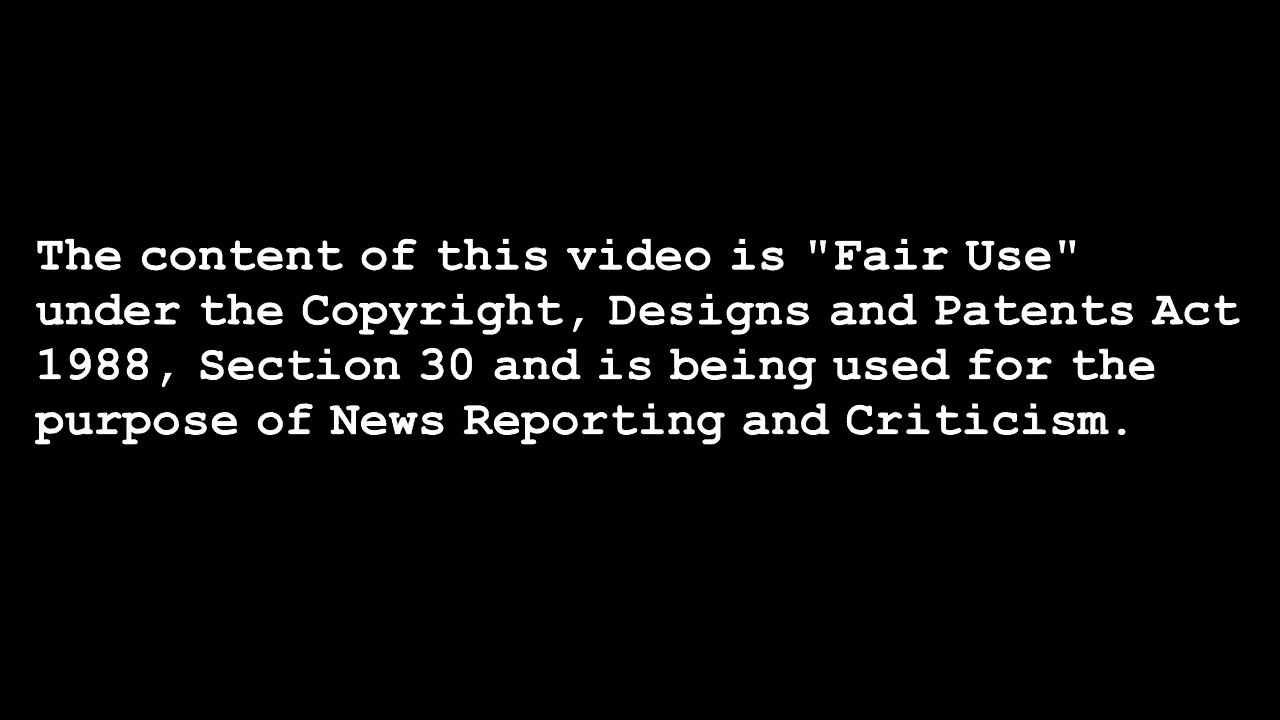 The content of this video is "Fair Use"
under the Copyright, Designs and Patents Act
1988, Section 30 and is being used for the
purpose of News Reporting and Criticism.